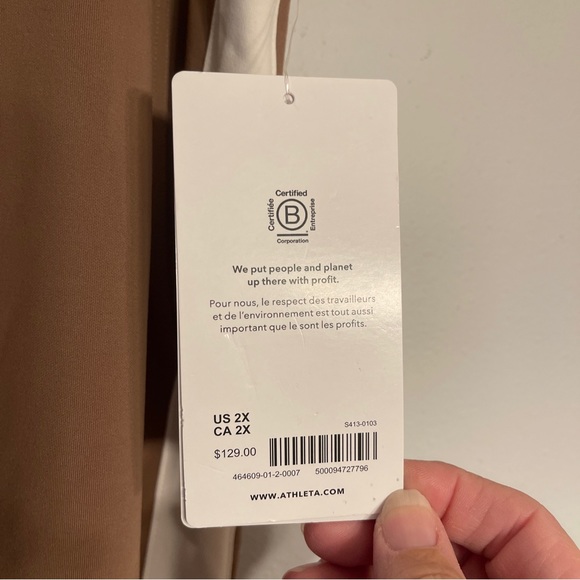 Certified
Certifiée
B
Entreprise
Corporation
We put people and planet
up there with profit.
Pour nous, le respect des travailleurs
et de l'environnement est tout aussi
important que le sont les profits.
US 2X
CA 2X
S413-0103
$129.00
464609-01-2-0007 500094727796
WWW.ATHLETA.COM